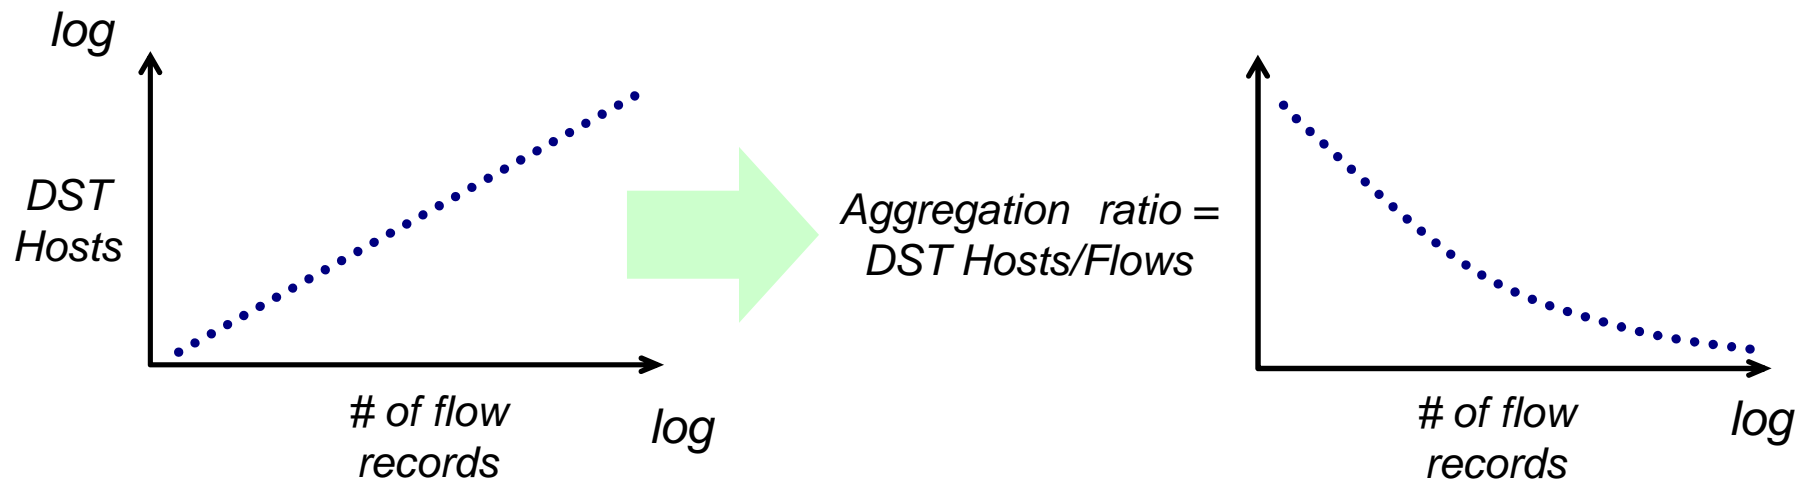 log
DST
Hosts
# of flow
records
log
Aggregation ratio =
DST Hosts/Flows
# of flow
records
log